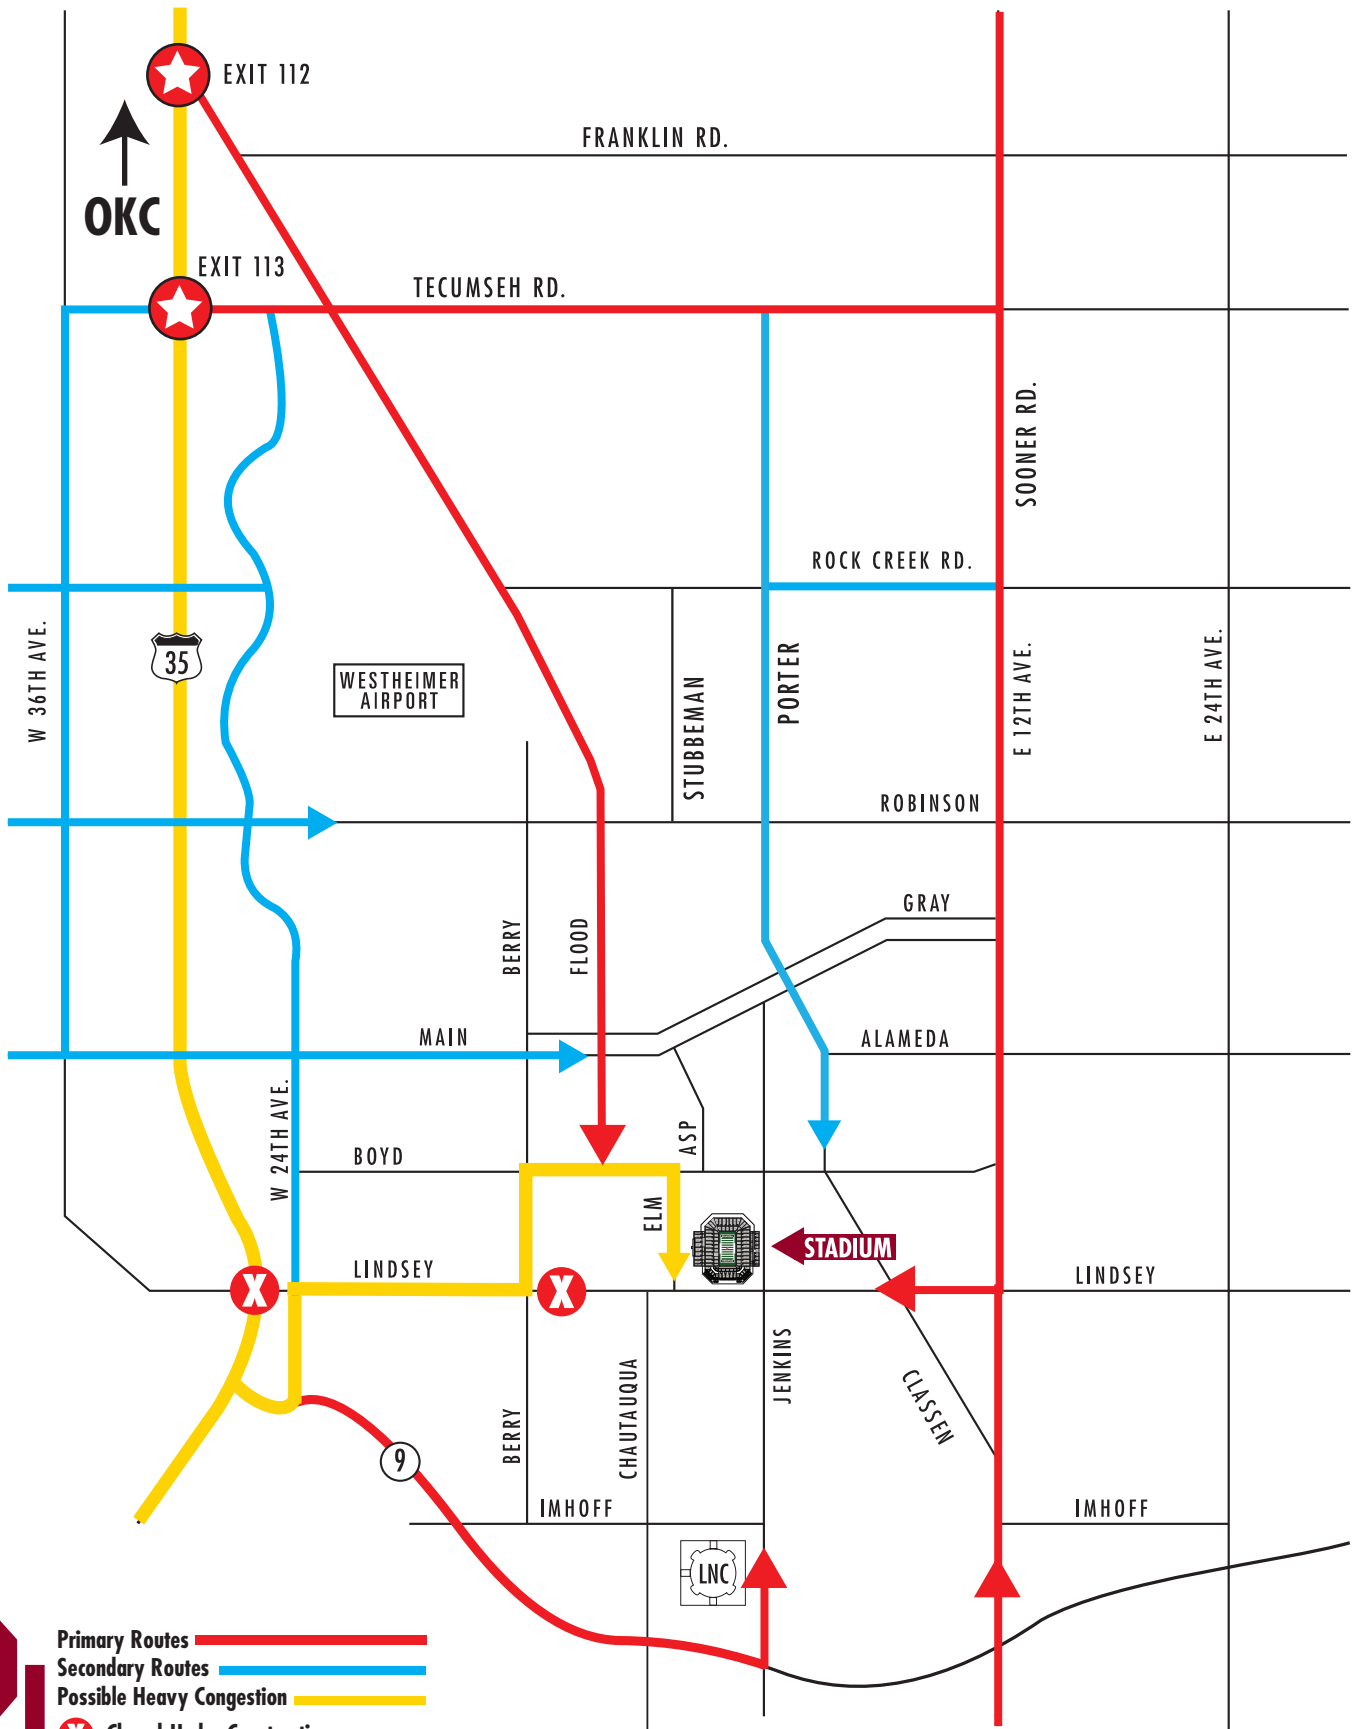 EXIT 112
FRANKLIN RD.
OKC
EXIT 113
TECUMSEH RD.
SOONER RD.
ROCK CREEK RD.
W 36TH AVE.
35
WESTHEIMER
AIRPORT
STUBBEMAN
PORTER
E 12TH AVE.
E 24TH AVE.
ROBINSON
GRAY
BERRY
FLOOD
MAIN
ALAMEDA
W 24TH AVE.
BOYD
ASP
ELM
STADIUM
LINDSEY
LINDSEY
X
X
JENKINS
CHAUTAUQUA
CLASSEN
BERRY
9
IMHOFF
IMHOFF
LNC
Primary Routes
Secondary Routes
Possible Heavy Congestion